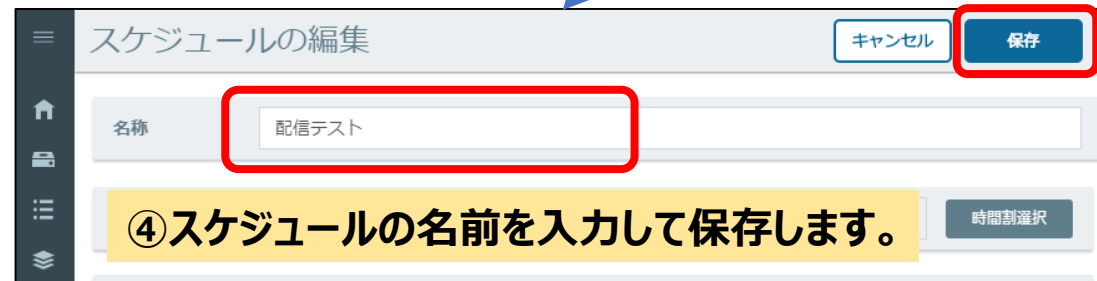 スケジュールの編集
キャンセル
保存
名称
配信テスト
④スケジュールの名前を入力して保存します。
時間割選択